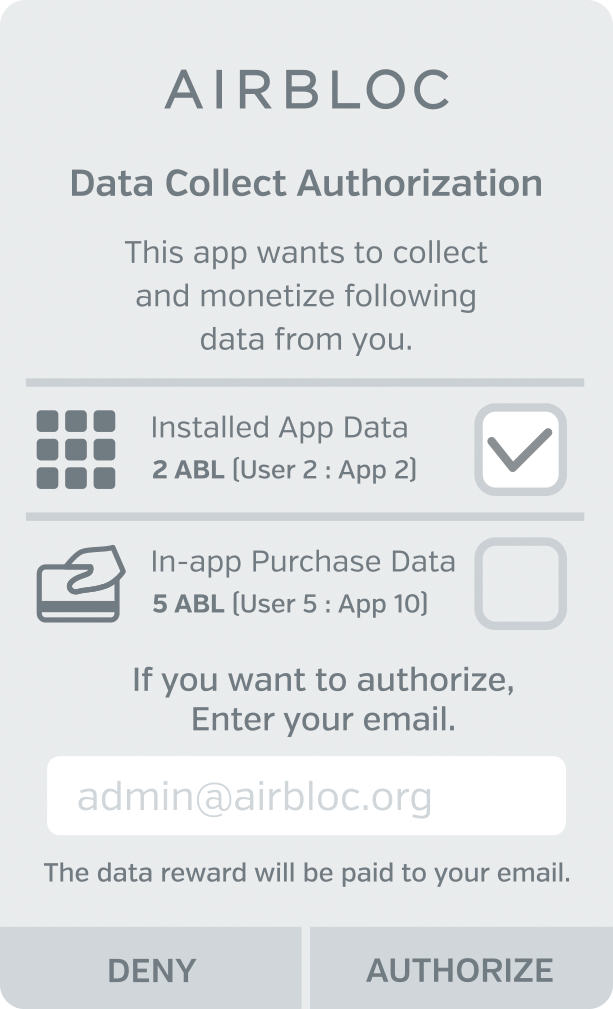 AIRBLOC
Data Collect Authorization
This app wants to collect
and monetize following
data from you.
Installed App Data
2 ABL (User 2 : App 2)
In-app Purchase Data
5 ABL (User 5 : App 10)
If you want to authorize,
Enter your email.
admin@airbloc.org
The data reward will be paid to your email.
DENY
AUTHORIZE